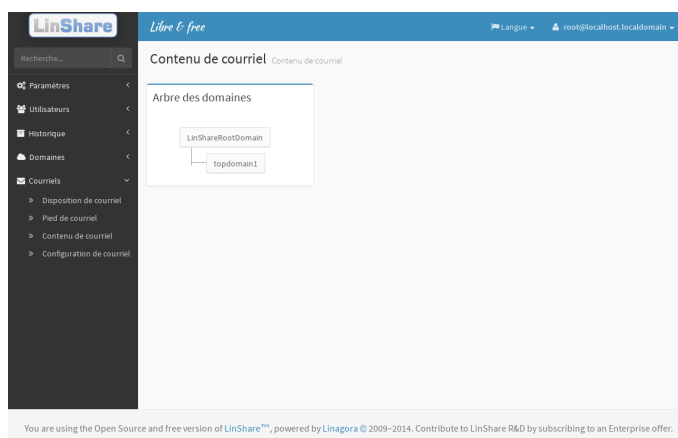 LinShare
Libre & free
Langue
root@localhost.localdomain
Recherche...
Contenu de courriel Contenu de courriel
Paramètres
Utilisateurs
Historique
Domaines
Courriels
Disposition de courriel
Pied de courriel
Contenu de courriel
Configuration de courriel
Arbre des domaines
LinShareRootDomain
topdomain1
You are using the Open Source and free version of LinShare™, powered by Linagora © 2009–2014. Contribute to LinShare R&D by subscribing to an Enterprise offer.